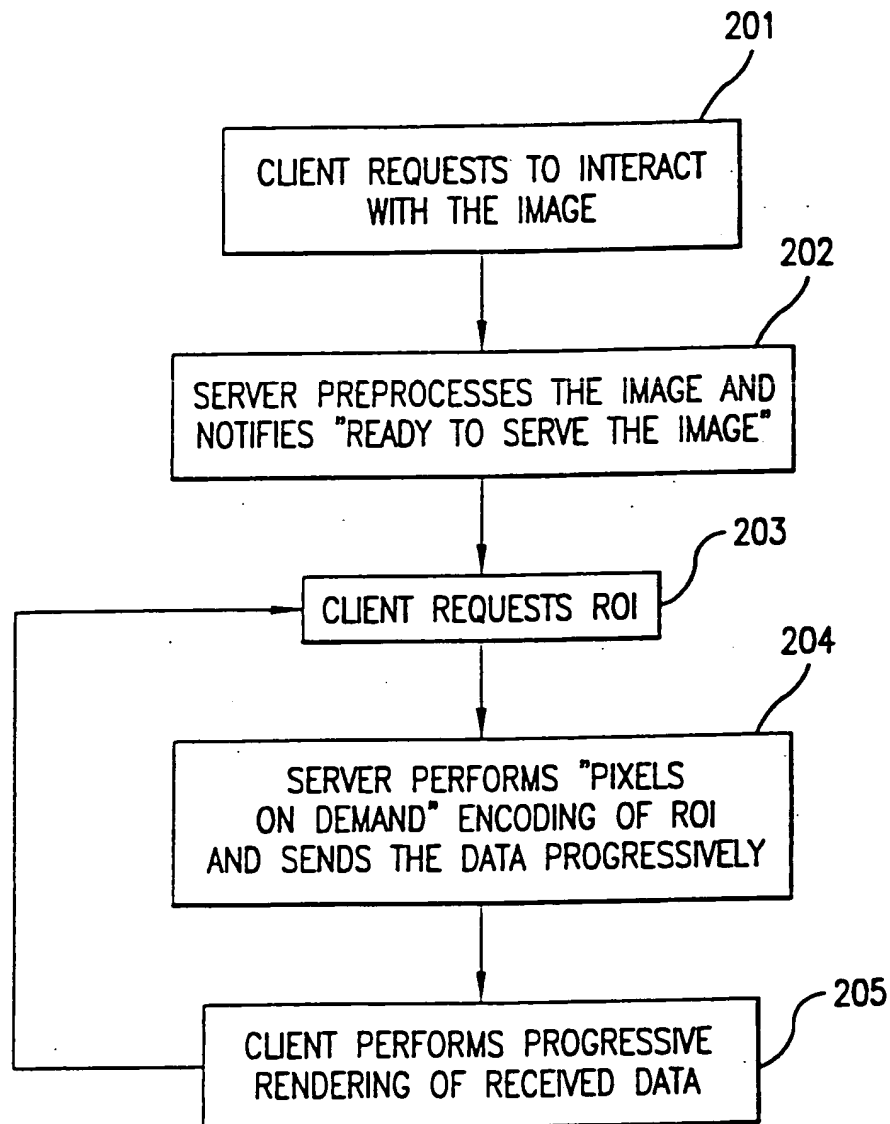 201
CLIENT REQUESTS TO INTERACT
WITH THE IMAGE
202
SERVER PREPROCESSES THE IMAGE AND
NOTIFIES "READY TO SERVE THE IMAGE"
203
CLIENT REQUESTS ROI
204
SERVER PERFORMS "PIXELS
ON DEMAND" ENCODING OF ROI
AND SENDS THE DATA PROGRESSIVELY
205
CLIENT PERFORMS PROGRESSIVE
RENDERING OF RECEIVED DATA